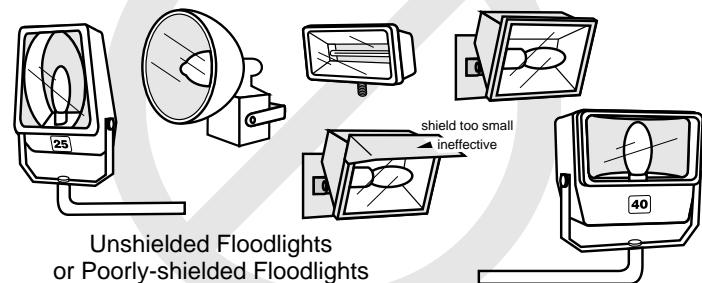 25
shield too small
ineffective
40
Unshielded Floodlights
or Poorly-shielded Floodlights